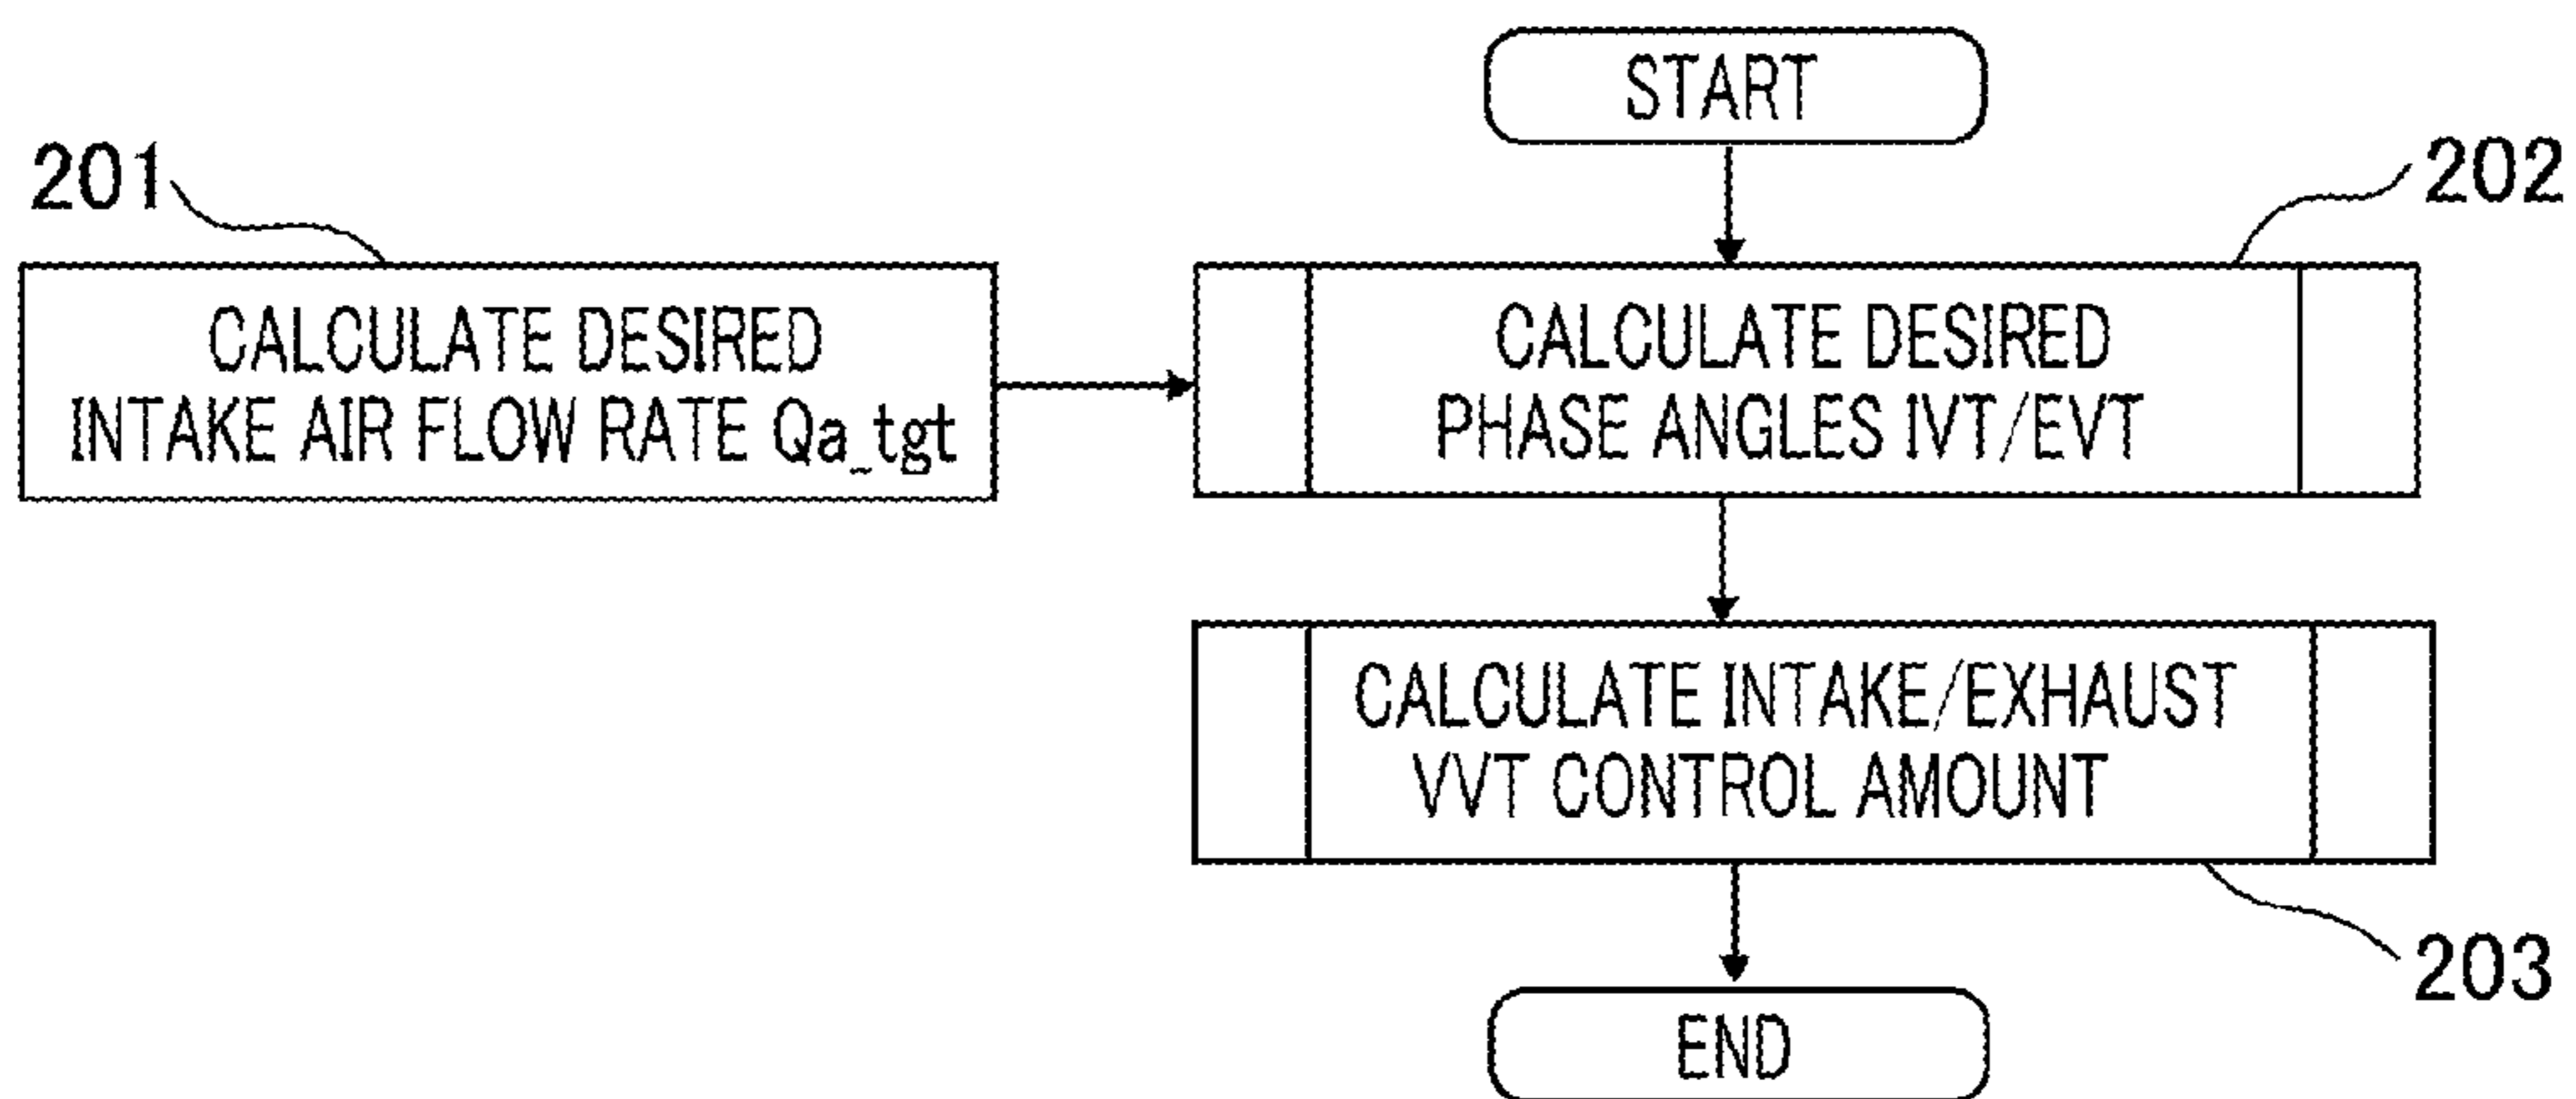 START
201
202
CALCULATE DESIRED
INTAKE AIR FLOW RATE Qa_tgt
CALCULATE DESIRED
PHASE ANGLES IVT/EVT
CALCULATE INTAKE/EXHAUST
VVT CONTROL AMOUNT
203
END